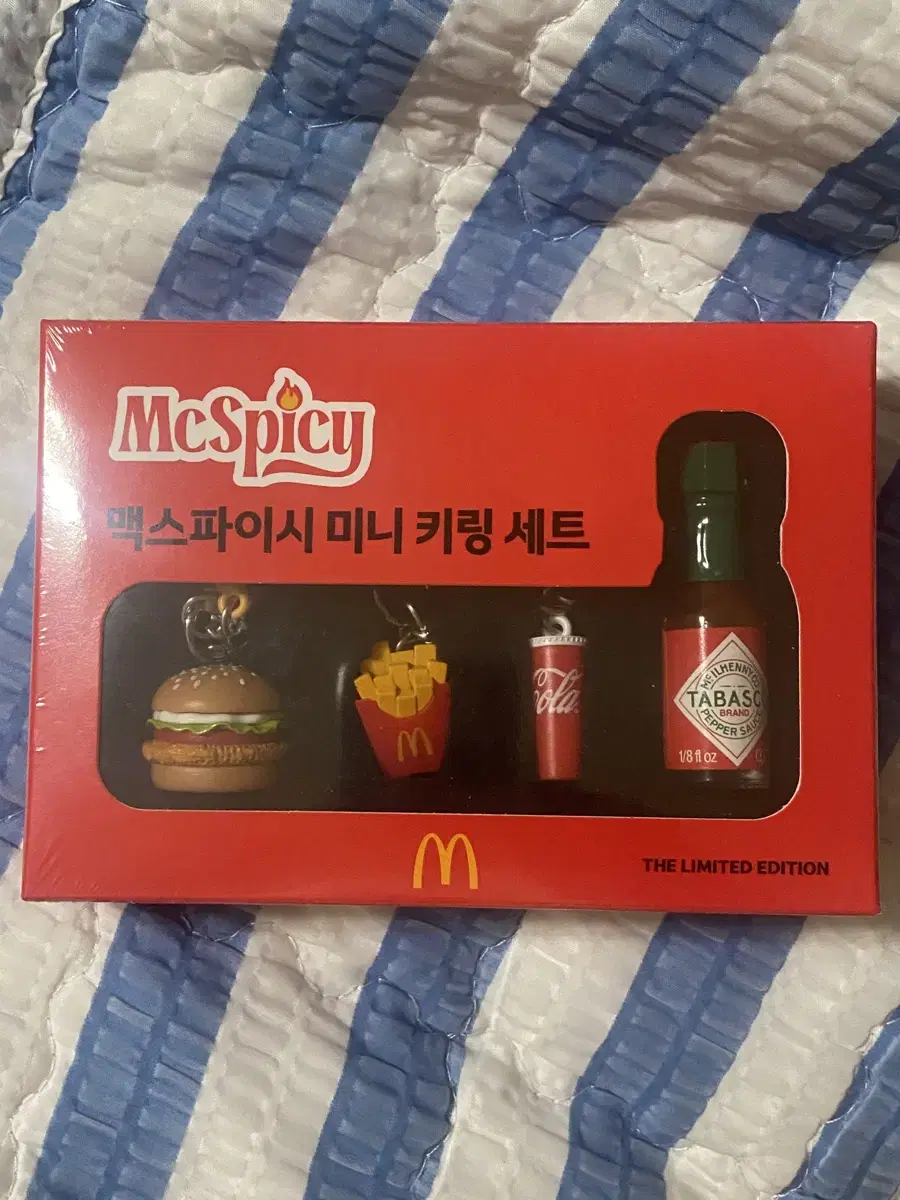 McSpicy
맥스파이시 미니 키링 세트
Cola
McILHENNY CO
TABASCO
BRAND
PEPPER SAUCE
1/8 fl oz
THE LIMITED EDITION